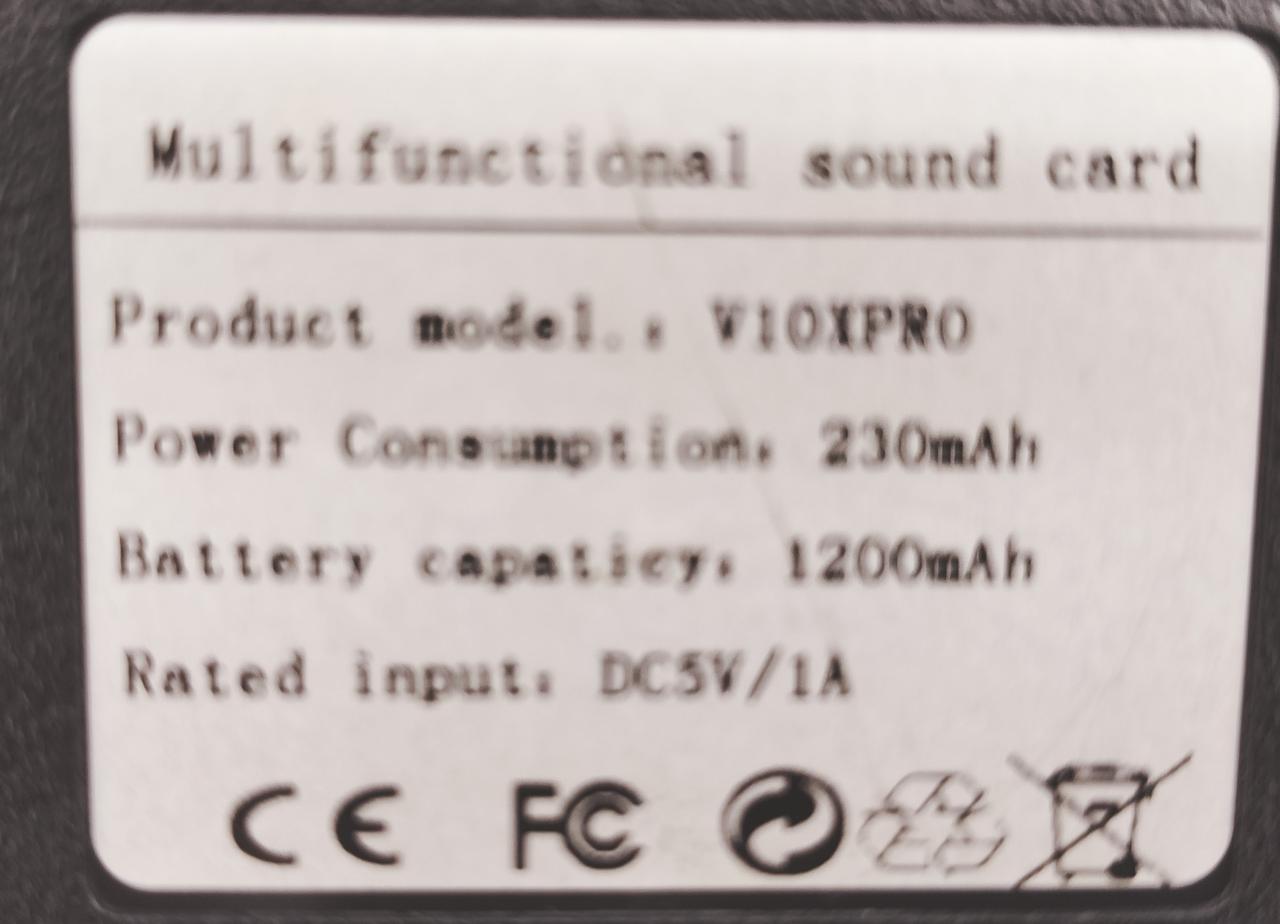 Multifunctional sound card
Product model.: V10XPRO
Power Consumption: 230mAh
Battery capaticy: 1200mAh
Rated input: DC5V/1A
CE FC